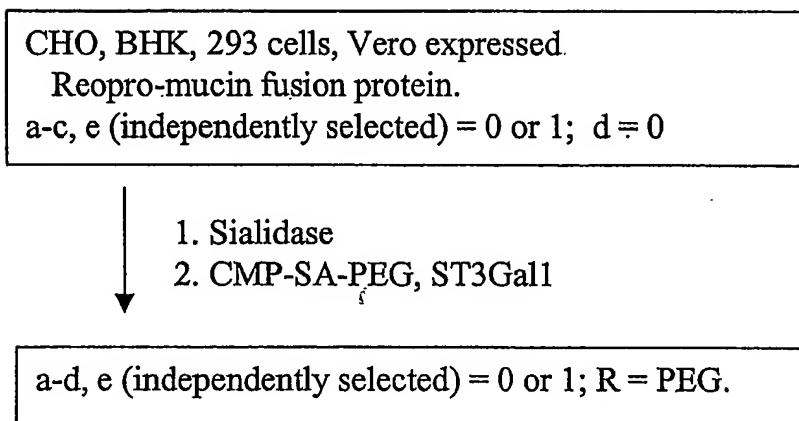 CHO, BHK, 293 cells, Vero expressed.
Reopro-mucin fusion protein.
a-c, e (independently selected) = 0 or 1; d = 0
1. Sialidase
2. CMP-SA-PEG, ST3Gal1
a-d, e (independently selected) = 0 or 1; R = PEG.